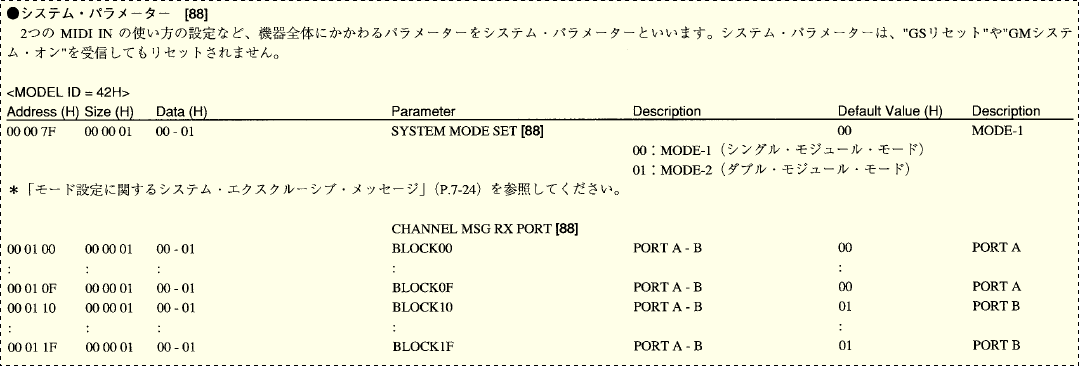 ●システム・パラメーター [88]
2つの MIDI IN の使い方の設定など、機器全体にかかわるパラメーターをシステム・パラメーターといいます。システム・パラメーターは、"GSリセット"や"GMシステ
ム・オン"を受信してもリセットされません。
<MODEL ID = 42H>
Address (H) Size (H) Data (H) Parameter Description Default Value (H) Description
00 00 7F 00 00 01 00 - 01 SYSTEM MODE SET [88] 00 MODE-1
00：MODE-1（シングル・モジュール・モード）
01：MODE-2（ダブル・モジュール・モード）
＊「モード設定に関するシステム・エクスクルーシブ・メッセージ」（P.7-24）を参照してください。
CHANNEL MSG RX PORT [88]
00 01 00 00 00 01 00 - 01 BLOCK00 PORT A - B 00 PORT A
: : : : :
00 01 0F 00 00 01 00 - 01 BLOCK0F PORT A - B 00 PORT A
00 01 10 00 00 01 00 - 01 BLOCK10 PORT A - B 01 PORT B
: : : : :
00 01 1F 00 00 01 00 - 01 BLOCK1F PORT A - B 01 PORT B